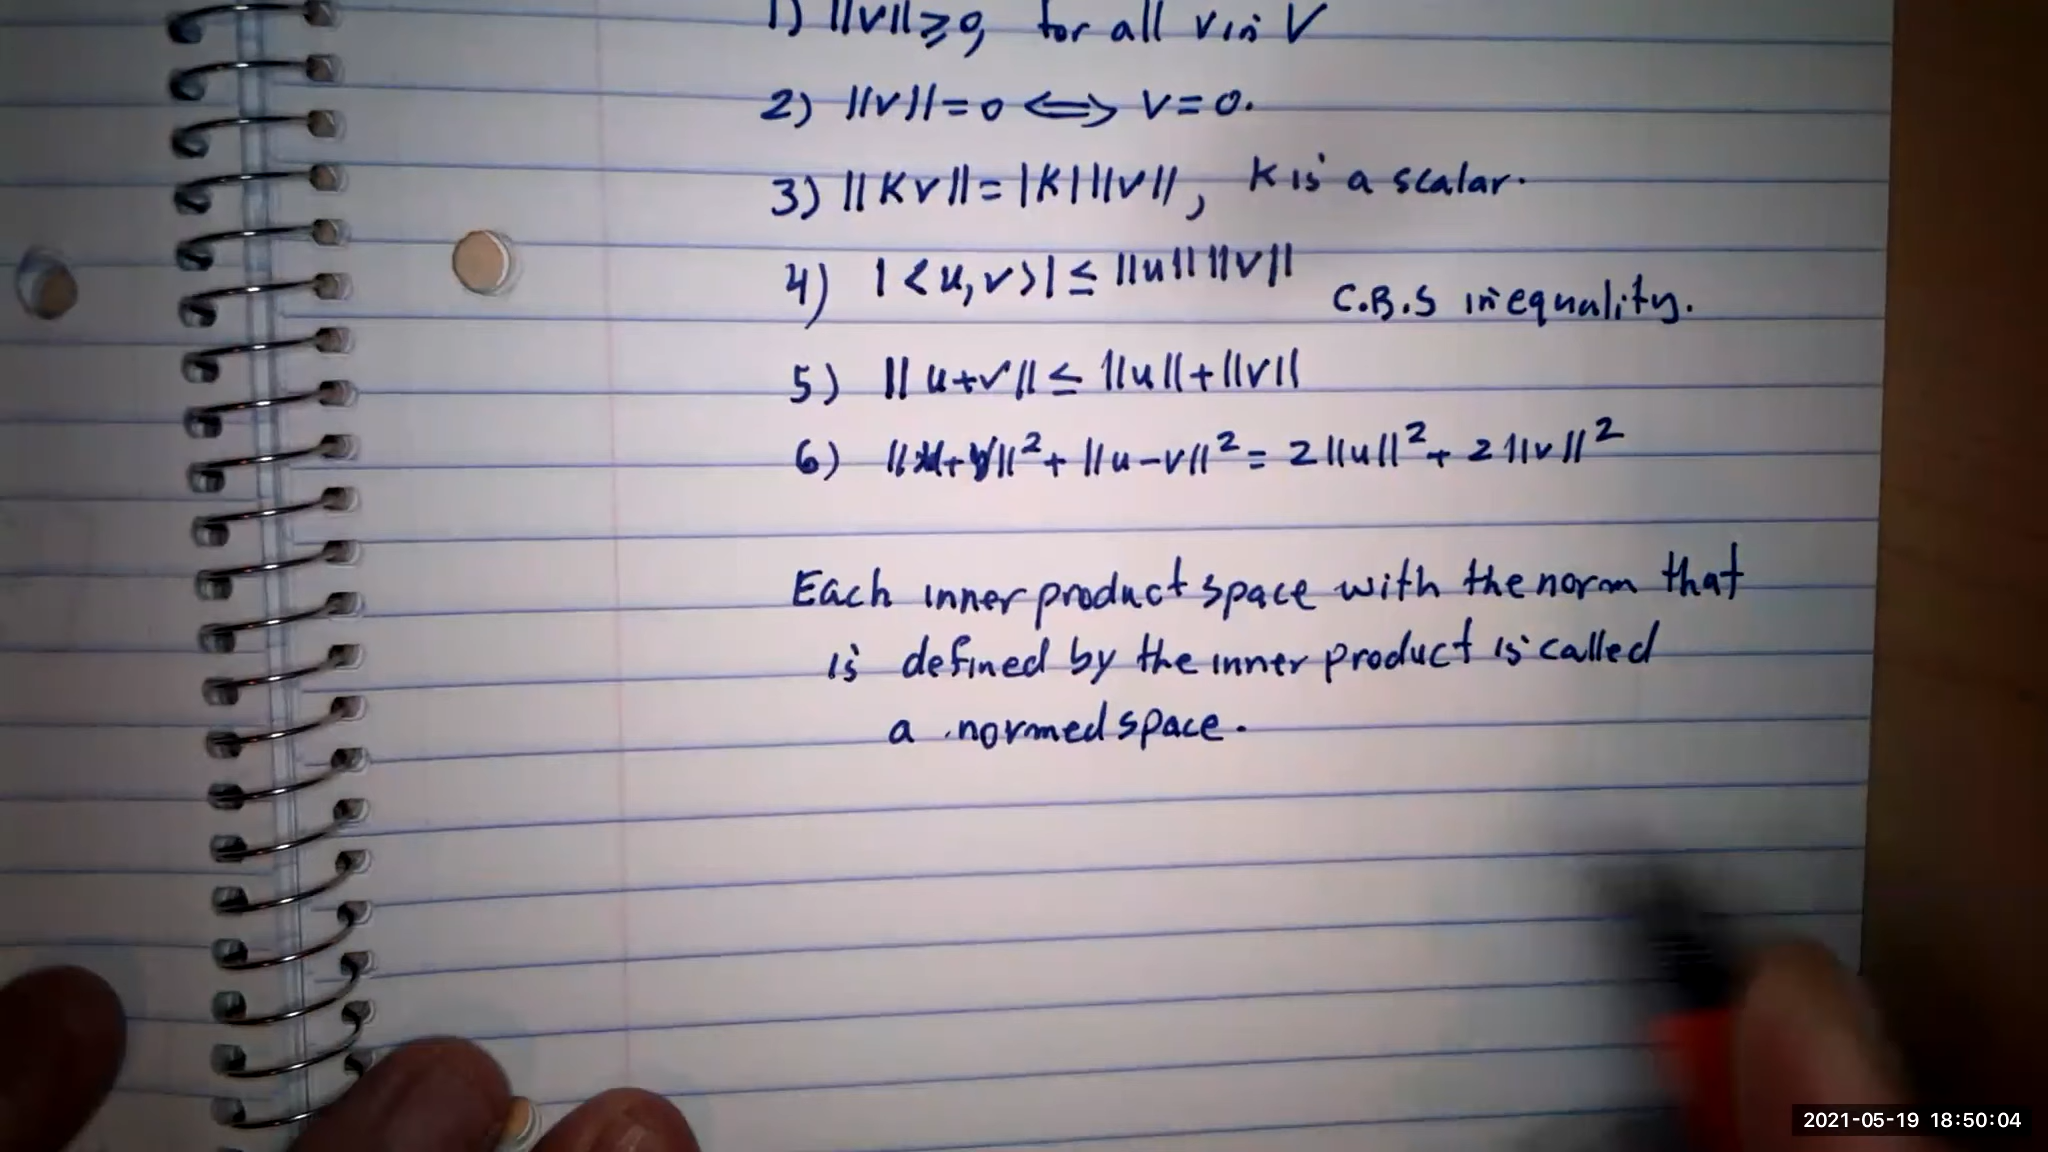 1) ||v|| ≥ 0, for all v in V
2) ||v|| = 0 ⟺ v = 0.
3) ||Kv|| = |K| ||v||, K is a scalar.
4) |<u,v>| ≤ ||u|| ||v|| C.B.S inequality.
5) ||u+v|| ≤ ||u|| + ||v||
6) ||u+v||² + ||u-v||² = 2||u||² + 2||v||²
Each inner product space with the norm that
is defined by the inner product is called
a normed space.
2021-05-19 18:50:04